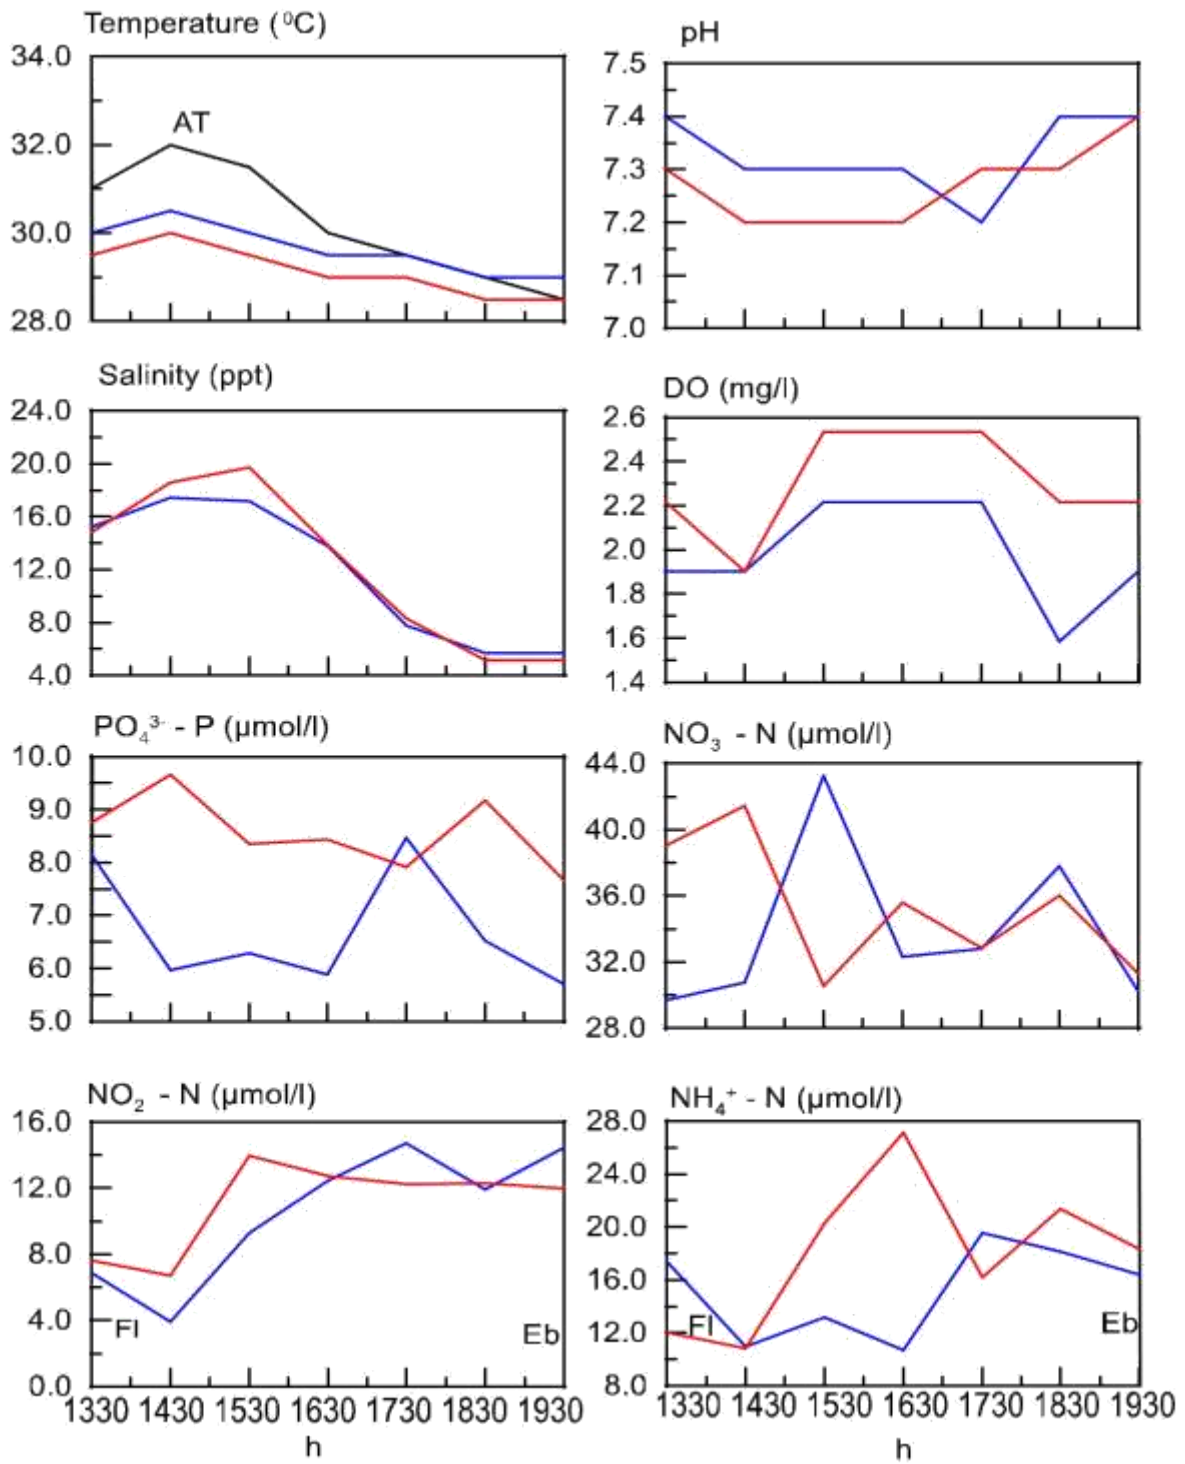 Temperature (⁰C)
34.0
32.0
30.0
28.0
AT
pH
7.5
7.4
7.3
7.2
7.1
7.0
Salinity (ppt)
24.0
20.0
16.0
12.0
8.0
4.0
DO (mg/l)
2.6
2.4
2.2
2.0
1.8
1.6
1.4
PO₄³⁻ - P (µmol/l)
10.0
9.0
8.0
7.0
6.0
5.0
NO₃ - N (µmol/l)
44.0
40.0
36.0
32.0
28.0
NO₂ - N (µmol/l)
16.0
12.0
8.0
4.0
0.0
Fl
Eb
1330 1430 1530 1630 1730 1830 1930
h
NH₄⁺ - N (µmol/l)
28.0
24.0
20.0
16.0
12.0
8.0
Fl
Eb
1330 1430 1530 1630 1730 1830 1930
h